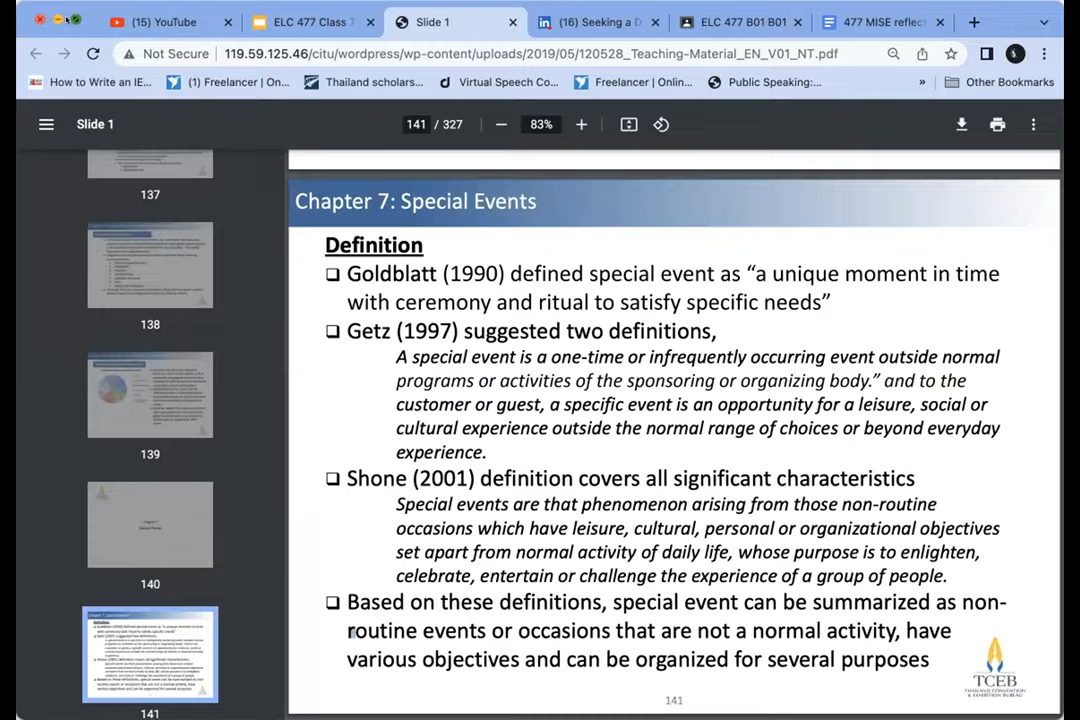 (15) YouTube
ELC 477 Class 7
Slide 1
(16) Seeking a D
ELC 477 B01 B01
477 MISE reflect
Not Secure 119.59.125.46/citu/wordpress/wp-content/uploads/2019/05/120528_Teaching-Material_EN_V01_NT.pdf
How to Write an IE...
(1) Freelancer | On...
Thailand scholars...
Virtual Speech Co...
Freelancer | Onlin...
Public Speaking:...
»
Other Bookmarks
Slide 1
141 / 327
83%
137
138
139
140
141
Chapter 7: Special Events
Definition
❑ Goldblatt (1990) defined special event as “a unique moment in time
with ceremony and ritual to satisfy specific needs”
❑ Getz (1997) suggested two definitions,
A special event is a one-time or infrequently occurring event outside normal
programs or activities of the sponsoring or organizing body.” and to the
customer or guest, a specific event is an opportunity for a leisure, social or
cultural experience outside the normal range of choices or beyond everyday
experience.
❑ Shone (2001) definition covers all significant characteristics
Special events are that phenomenon arising from those non-routine
occasions which have leisure, cultural, personal or organizational objectives
set apart from normal activity of daily life, whose purpose is to enlighten,
celebrate, entertain or challenge the experience of a group of people.
❑ Based on these definitions, special event can be summarized as non-
routine events or occasions that are not a normal activity, have
various objectives and can be organized for several purposes
TCEB
THAILAND CONVENTION
& EXHIBITION BUREAU
141